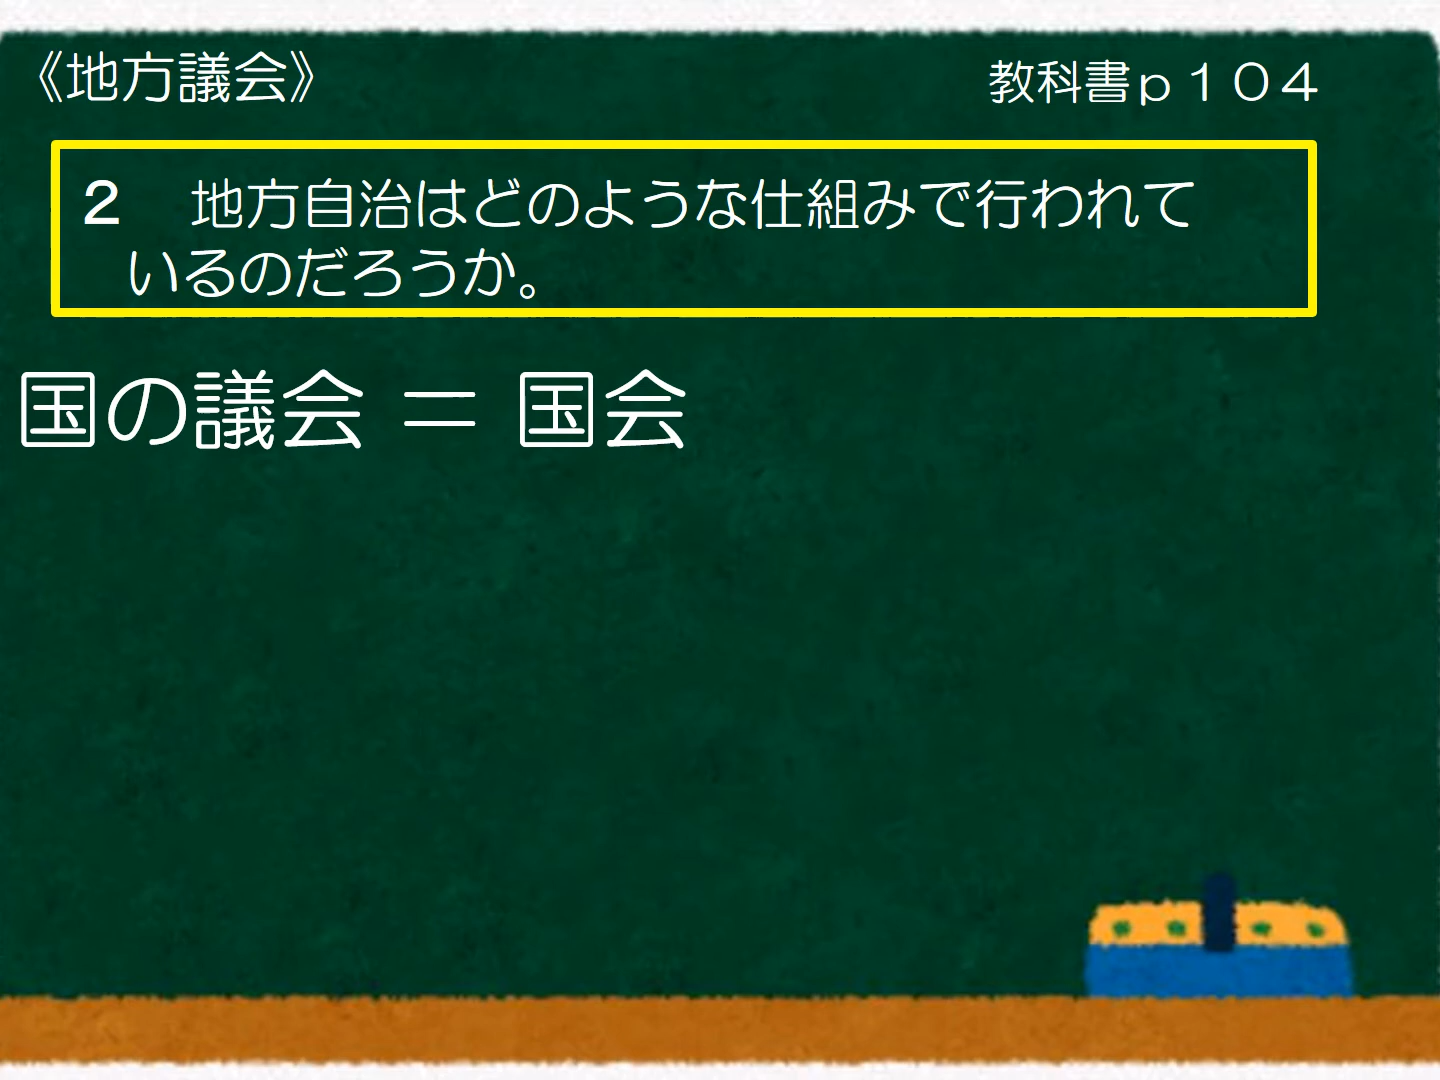 《地方議会》
教科書ｐ１０４
２　地方自治はどのような仕組みで行われて
いるのだろうか。
国の議会 ＝ 国会